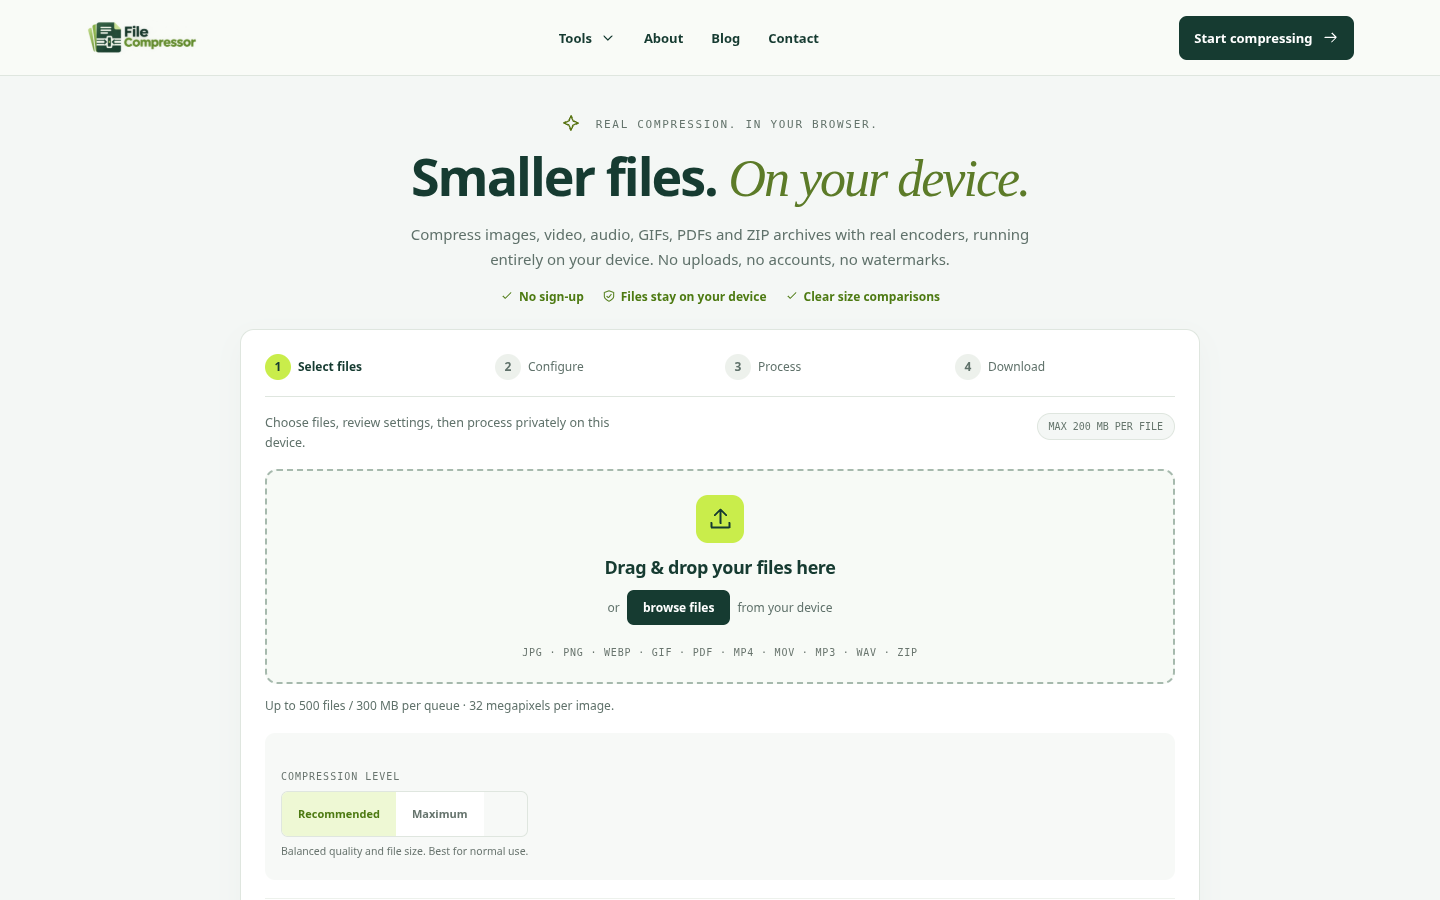 File
Compressor
Tools
About
Blog
Contact
Start compressing
REAL COMPRESSION. IN YOUR BROWSER.
Smaller files. On your device.
Compress images, video, audio, GIFs, PDFs and ZIP archives with real encoders, running
entirely on your device. No uploads, no accounts, no watermarks.
No sign-up
Files stay on your device
Clear size comparisons
1 Select files
2 Configure
3 Process
4 Download
Choose files, review settings, then process privately on this
device.
MAX 200 MB PER FILE
Drag & drop your files here
or browse files from your device
JPG · PNG · WEBP · GIF · PDF · MP4 · MOV · MP3 · WAV · ZIP
Up to 500 files / 300 MB per queue · 32 megapixels per image.
COMPRESSION LEVEL
Recommended
Maximum
Balanced quality and file size. Best for normal use.